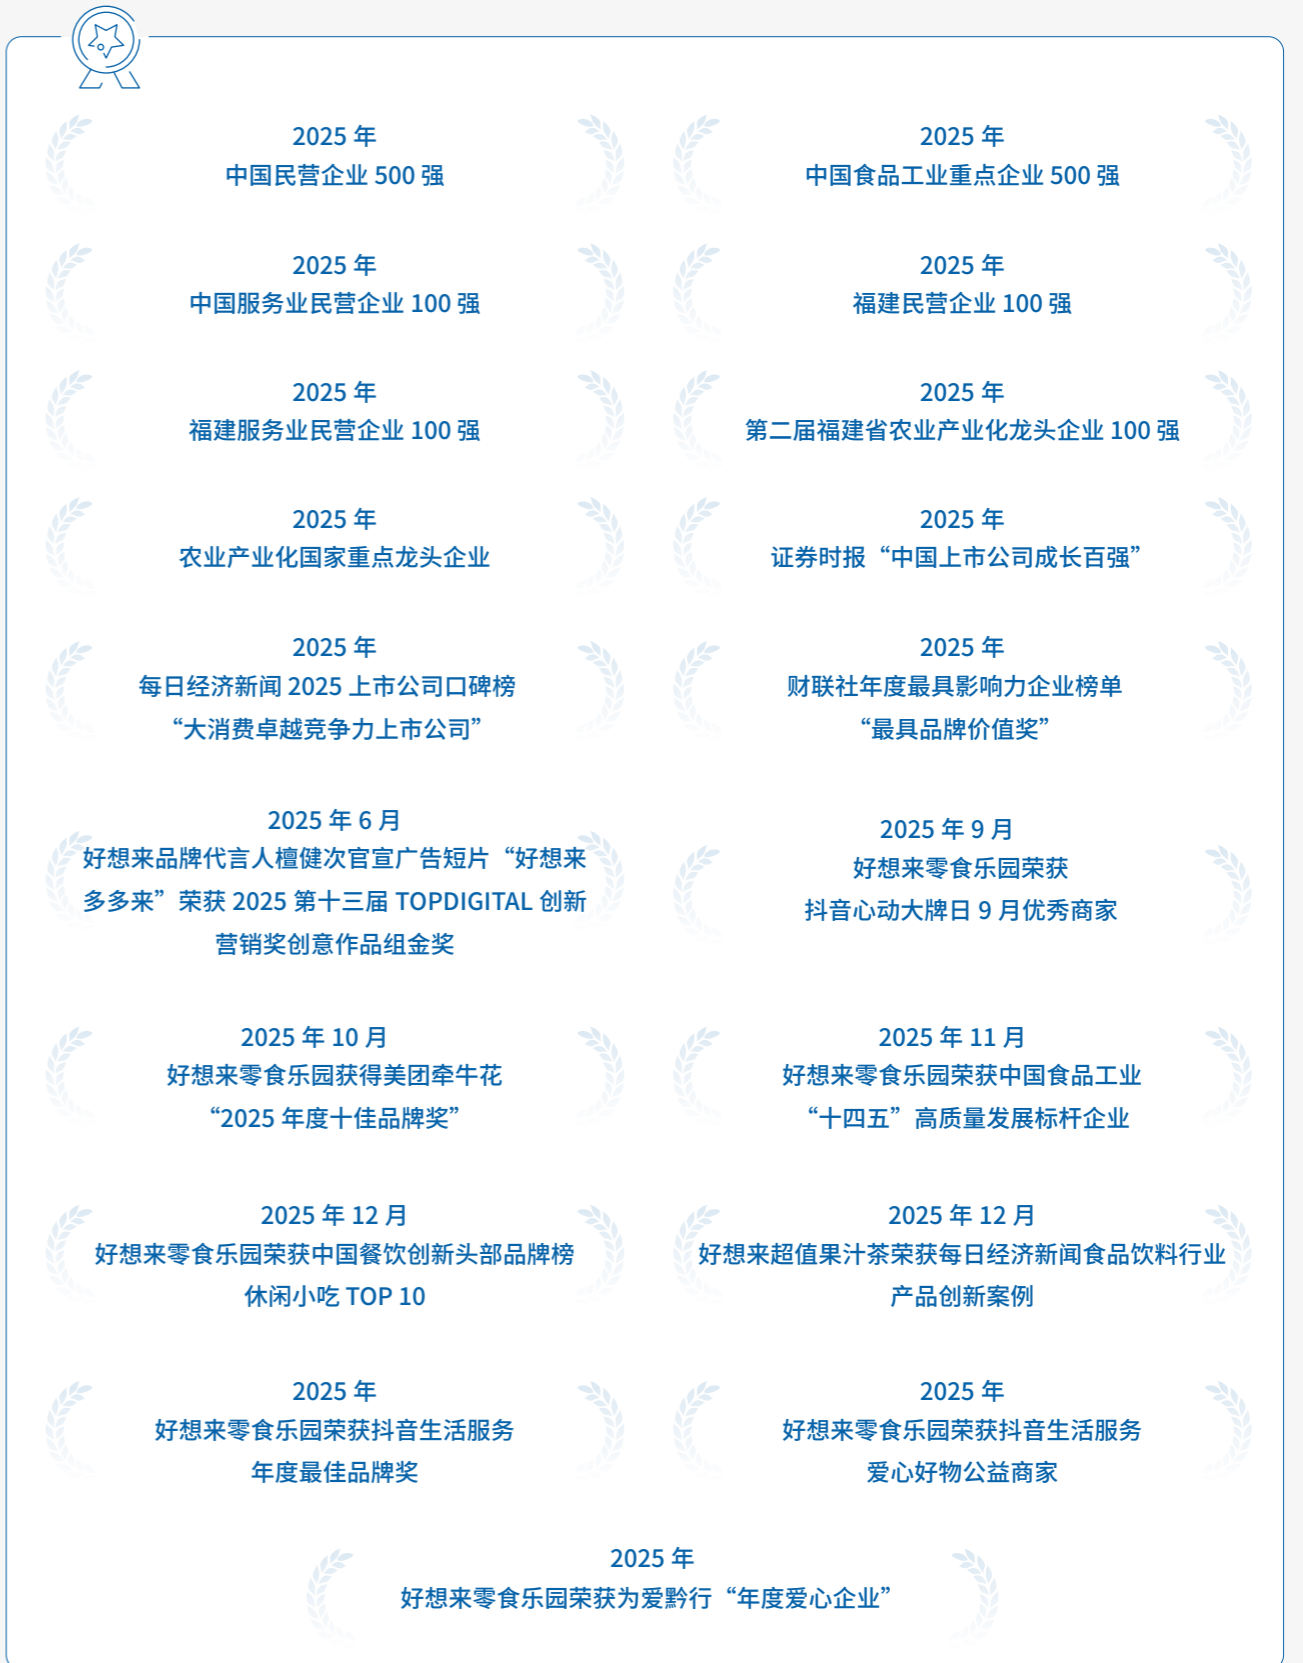 2025 年
中国民营企业 500 强
2025 年
中国食品工业重点企业 500 强
2025 年
中国服务业民营企业 100 强
2025 年
福建民营企业 100 强
2025 年
福建服务业民营企业 100 强
2025 年
第二届福建省农业产业化龙头企业 100 强
2025 年
农业产业化国家重点龙头企业
2025 年
证券时报“中国上市公司成长百强”
2025 年
每日经济新闻 2025 上市公司口碑榜
“大消费卓越竞争力上市公司”
2025 年
财联社年度最具影响力企业榜单
“最具品牌价值奖”
2025 年 6 月
好想来品牌代言人檀健次官宣广告短片“好想来
多多来”荣获 2025 第十三届 TOPDIGITAL 创新
营销奖创意作品组金奖
2025 年 9 月
好想来零食乐园荣获
抖音心动大牌日 9 月优秀商家
2025 年 10 月
好想来零食乐园获得美团牵牛花
“2025 年度十佳品牌奖”
2025 年 11 月
好想来零食乐园荣获中国食品工业
“十四五”高质量发展标杆企业
2025 年 12 月
好想来零食乐园荣获中国餐饮创新头部品牌榜
休闲小吃 TOP 10
2025 年 12 月
好想来超值果汁茶荣获每日经济新闻食品饮料行业
产品创新案例
2025 年
好想来零食乐园荣获抖音生活服务
年度最佳品牌奖
2025 年
好想来零食乐园荣获抖音生活服务
爱心好物公益商家
2025 年
好想来零食乐园荣获为爱黔行“年度爱心企业”